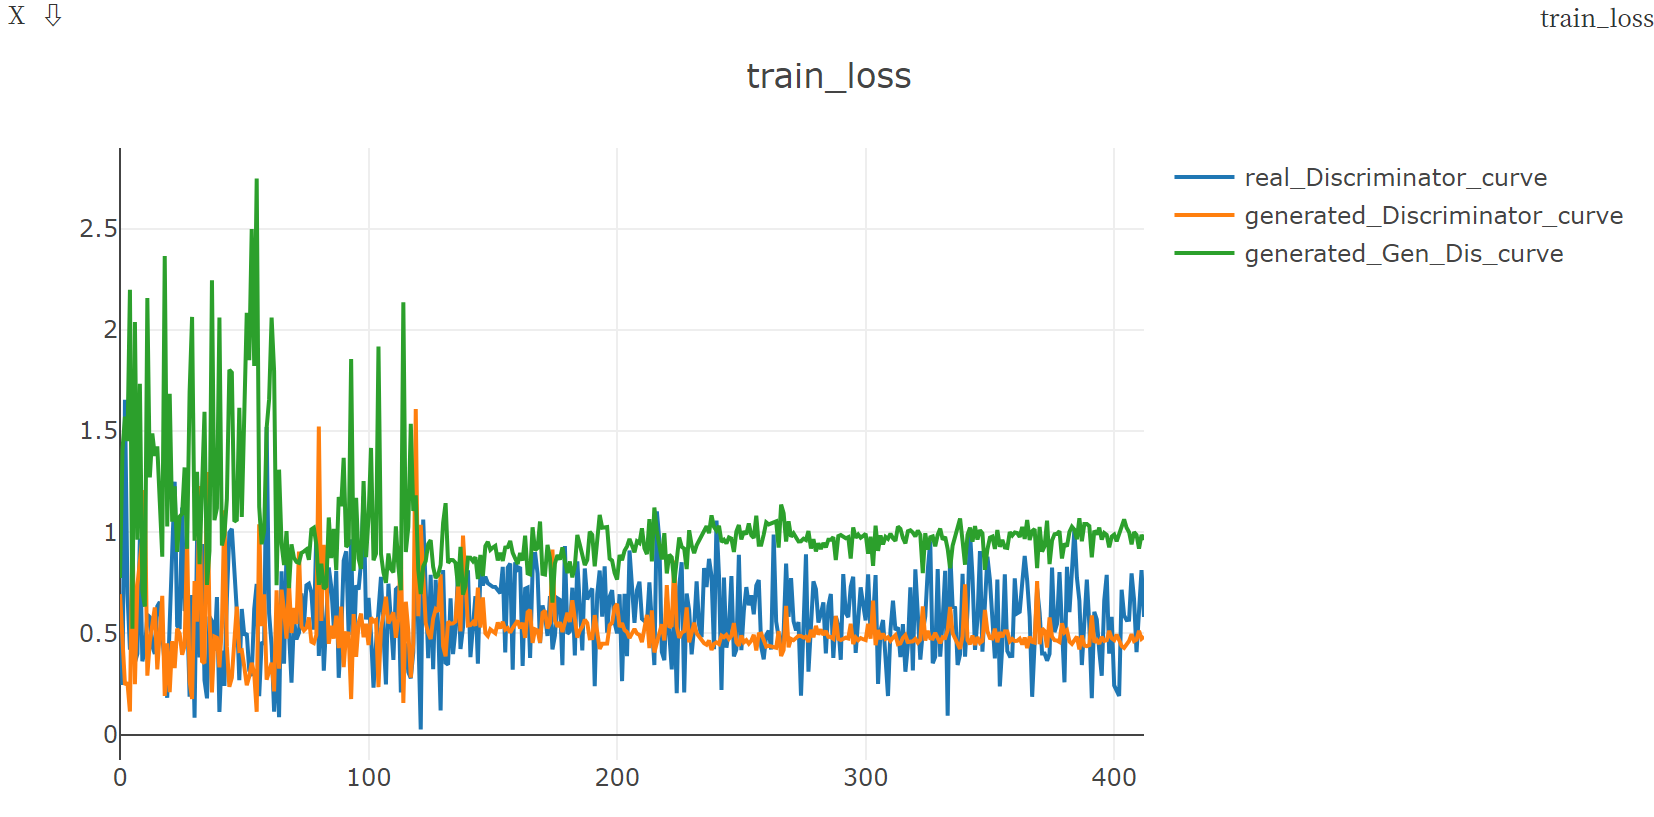 X ⇩ train_loss
train_loss
real_Discriminator_curve
generated_Discriminator_curve
generated_Gen_Dis_curve
2.5
2
1.5
1
0.5
0
0 100 200 300 400